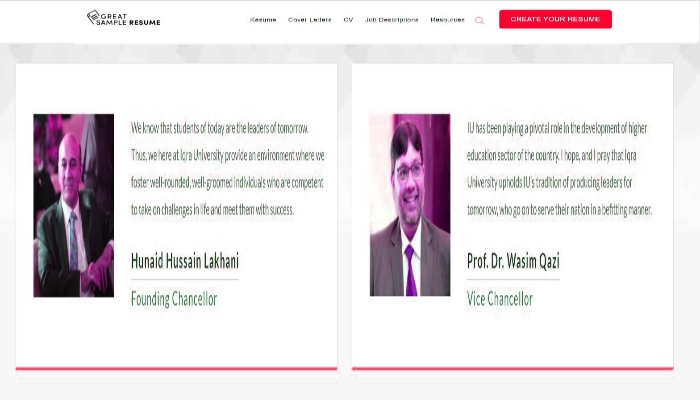 GREAT
SAMPLE RESUME
Resume Cover Letters CV Job Descriptions Resources
CREATE YOUR RESUME
We know that students of today are the leaders of tomorrow.
Thus, we here at Iqra University provide an environment where we
foster well-rounded, well-groomed individuals who are competent
to take on challenges in life and meet them with success.
Hunaid Hussain Lakhani
Founding Chancellor
IU has been playing a pivotal role in the development of higher
education sector of the country. I hope, and I pray that Iqra
University upholds IU's tradition of producing leaders for
tomorrow, who go on to serve their nation in a befitting manner.
Prof. Dr. Wasim Qazi
Vice Chancellor